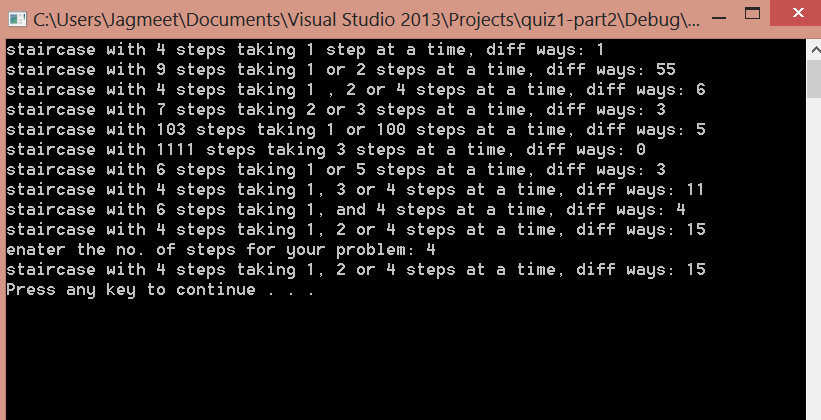 C:\Users\Jagmeet\Documents\Visual Studio 2013\Projects\quiz1-part2\Debug\...
staircase with 4 steps taking 1 step at a time, diff ways: 1
staircase with 9 steps taking 1 or 2 steps at a time, diff ways: 55
staircase with 4 steps taking 1 , 2 or 4 steps at a time, diff ways: 6
staircase with 7 steps taking 2 or 3 steps at a time, diff ways: 3
staircase with 103 steps taking 1 or 100 steps at a time, diff ways: 5
staircase with 1111 steps taking 3 steps at a time, diff ways: 0
staircase with 6 steps taking 1 or 5 steps at a time, diff ways: 3
staircase with 4 steps taking 1, 3 or 4 steps at a time, diff ways: 11
staircase with 6 steps taking 1, and 4 steps at a time, diff ways: 4
staircase with 4 steps taking 1, 2 or 4 steps at a time, diff ways: 15
enater the no. of steps for your problem: 4
staircase with 4 steps taking 1, 2 or 4 steps at a time, diff ways: 15
Press any key to continue . . .